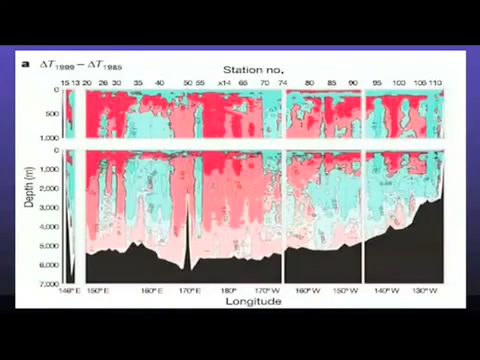 a ΔT1999 – ΔT1985
Station no.
15 13 20 26 30 35 40 50 55 x14 65 70 74 80 85 90 95 100 105 110
0
500
1,000
0
1,000
2,000
3,000
4,000
5,000
6,000
7,000
Depth (m)
146° E 150° E 160° E 170° E 180° 170° W 160° W 150° W 140° W 130° W
Longitude